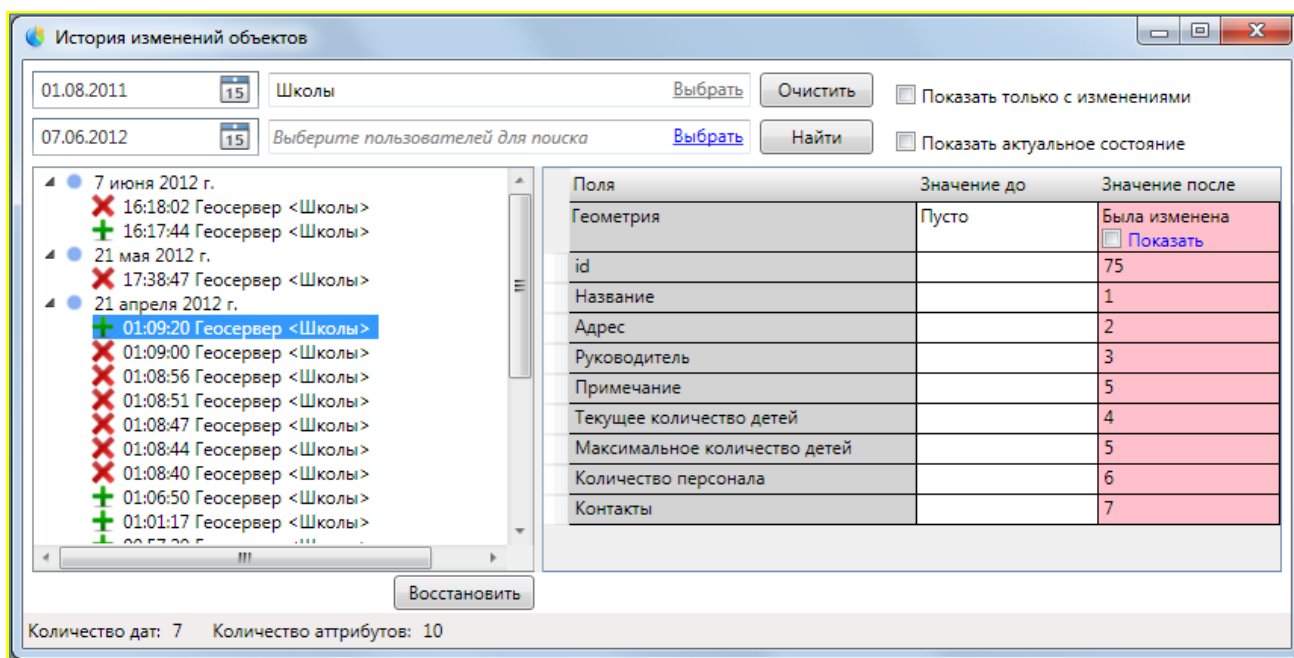 История изменений объектов
01.08.2011 15 Школы Выбрать Очистить Показать только с изменениями
07.06.2012 15 Выберите пользователей для поиска Выбрать Найти Показать актуальное состояние
7 июня 2012 г.
16:18:02 Геосервер <Школы>
16:17:44 Геосервер <Школы>
21 мая 2012 г.
17:38:47 Геосервер <Школы>
21 апреля 2012 г.
01:09:20 Геосервер <Школы>
01:09:00 Геосервер <Школы>
01:08:56 Геосервер <Школы>
01:08:51 Геосервер <Школы>
01:08:47 Геосервер <Школы>
01:08:44 Геосервер <Школы>
01:08:40 Геосервер <Школы>
01:06:50 Геосервер <Школы>
01:01:17 Геосервер <Школы>
Поля Значение до Значение после
Геометрия Пусто Была изменена
Показать
id 75
Название 1
Адрес 2
Руководитель 3
Примечание 5
Текущее количество детей 4
Максимальное количество детей 5
Количество персонала 6
Контакты 7
Восстановить
Количество дат: 7 Количество аттрибутов: 10